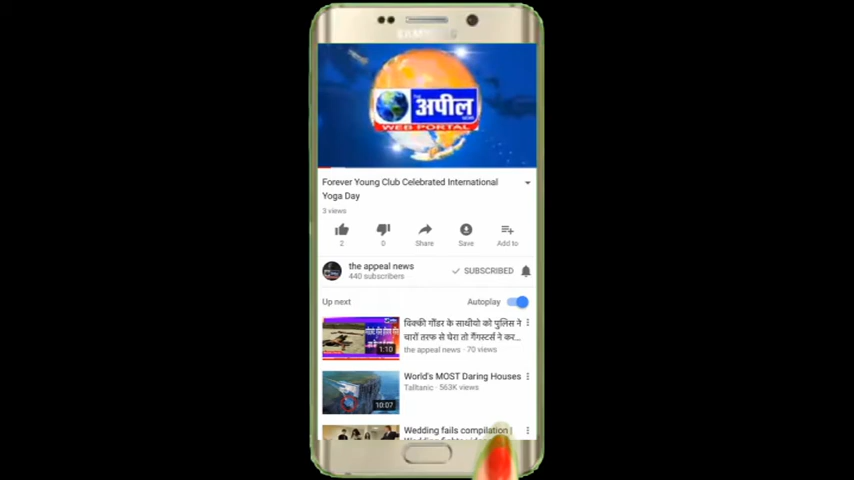 SAMSUNG
अपील
WEB PORTAL
Forever Young Club Celebrated International
Yoga Day
3 views
2
0
Share
Save
Add to
the appeal news
440 subscribers
SUBSCRIBED
Up next
Autoplay
विक्की गौंडर के साथीयो को पुलिस ने
चारों तरफ से घेरा तो गैंगस्टर्स ने कर...
the appeal news · 70 views
1:10
World's MOST Daring Houses
Talltanic · 563K views
10:07
Wedding fails compilation |